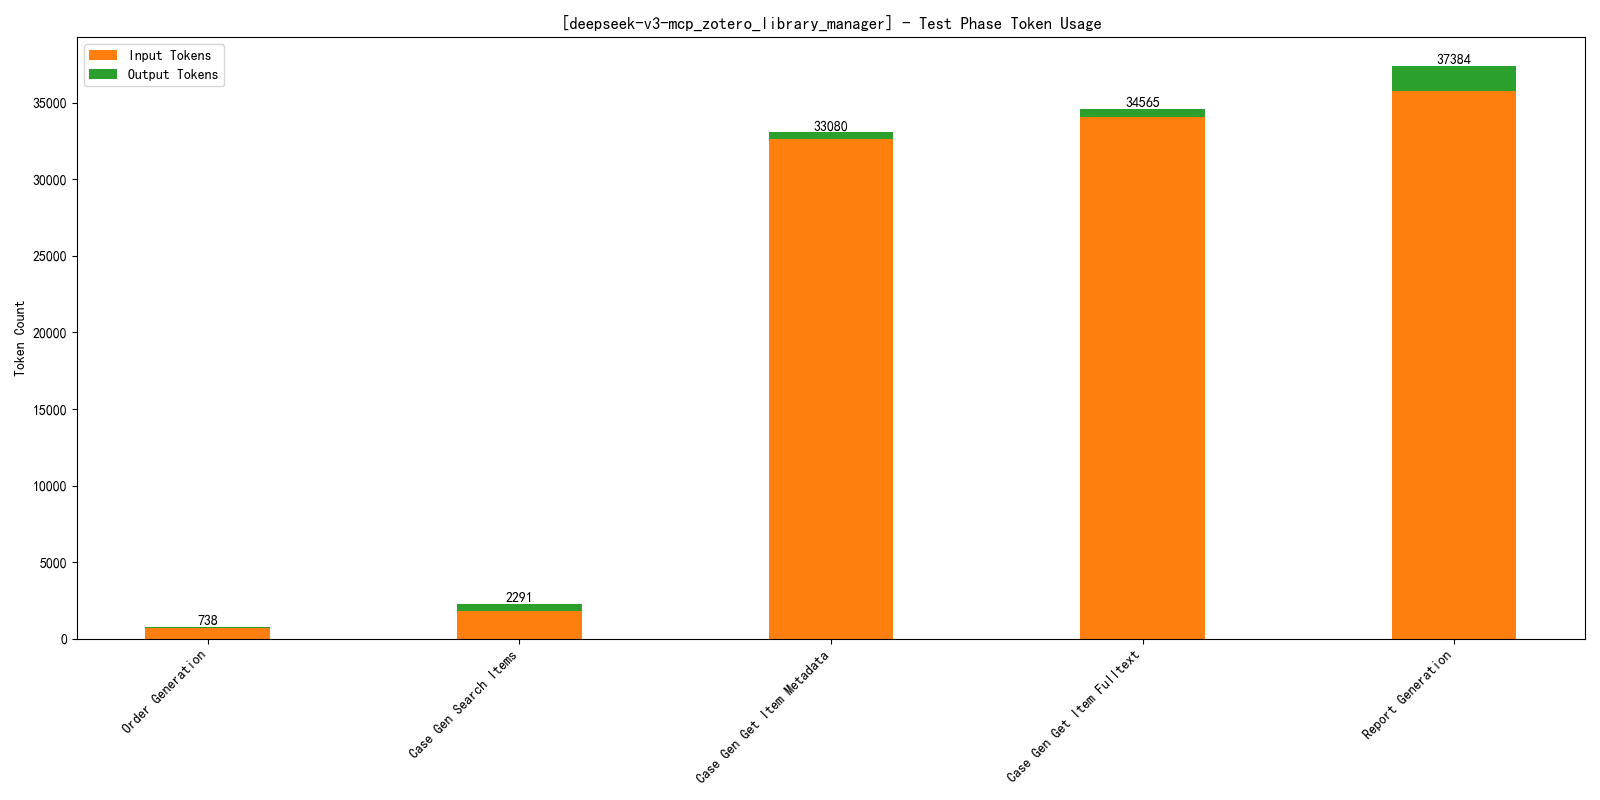 [deepseek-v3-mcp_zotero_library_manager] - Test Phase Token Usage
Input Tokens
Output Tokens
37384
34565
33080
2291
738
35000
30000
25000
20000
15000
10000
5000
0
Token Count
Order Generation
Case Gen Search Items
Case Gen Get Item Metadata
Case Gen Get Item Fulltext
Report Generation